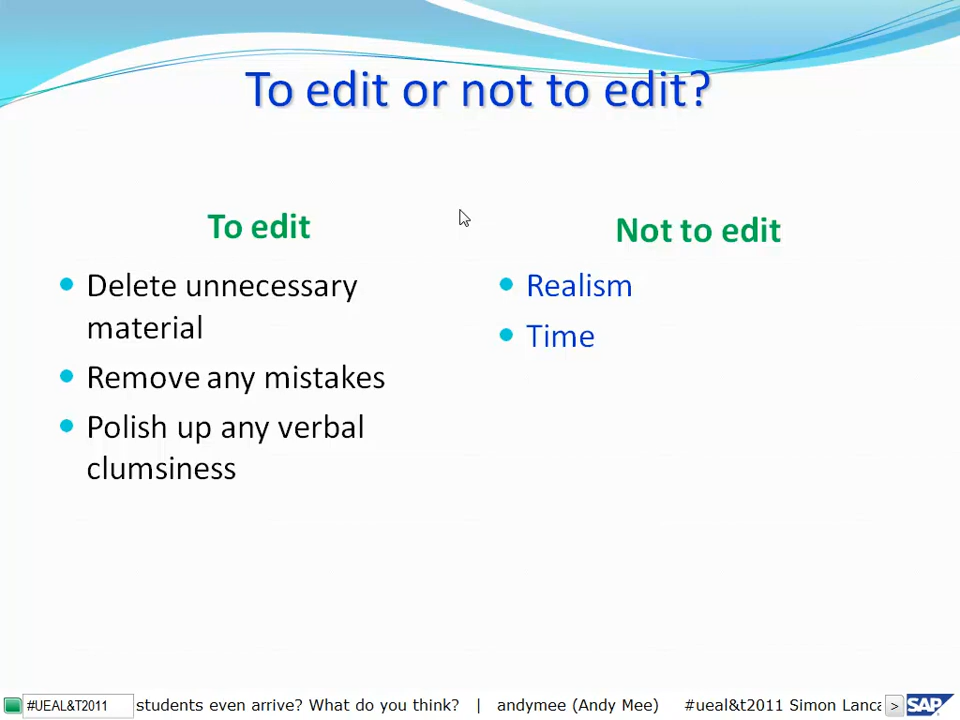 To edit or not to edit?
To edit
Delete unnecessary
material
Remove any mistakes
Polish up any verbal
clumsiness
Not to edit
Realism
Time
#UEAL&T2011 students even arrive? What do you think? | andymee (Andy Mee) #ueal&t2011 Simon Lanca > SAP